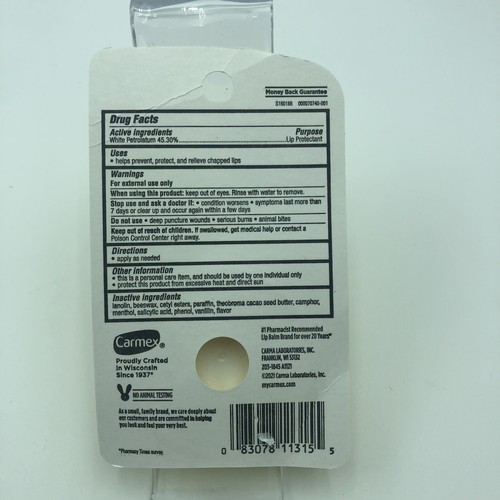 Money Back Guarantee
Drug Facts
Active ingredients Purpose
White Petrolatum 45.30%......Lip Protectant
Uses
• helps prevent, protect, and relieve chapped lips
Warnings
For external use only
When using this product: keep out of eyes. Rinse with water to remove.
Stop use and ask a doctor if: • condition worsens • symptoms last more than
7 days or clear up and occur again within a few days
Do not use • deep puncture wounds • serious burns • animal bites
Keep out of reach of children. If swallowed, get medical help or contact a
Poison Control Center right away.
Directions
• apply as needed
Other information
• this is a personal care item, and should be used by one individual only
• protect this product from excessive heat and direct sun
Inactive ingredients
lanolin, beeswax, cetyl esters, paraffin, theobroma cacao seed butter, camphor,
menthol, salicylic acid, phenol, vanillin, flavor
Carmex®
Proudly Crafted
in Wisconsin
Since 1937*
NO ANIMAL TESTING
As a small, family brand, we care deeply about
our customers and are committed to helping
you look and feel your very best.
*Pharmacy Times survey.
#1 Pharmacist Recommended
Lip Balm Brand for over 20 Years*
CARMA LABORATORIES, INC.
FRANKLIN, WI 53132
203-1845 A1121
©2021 Carma Laboratories, Inc.
mycarmex.com
0 83078 11315 5